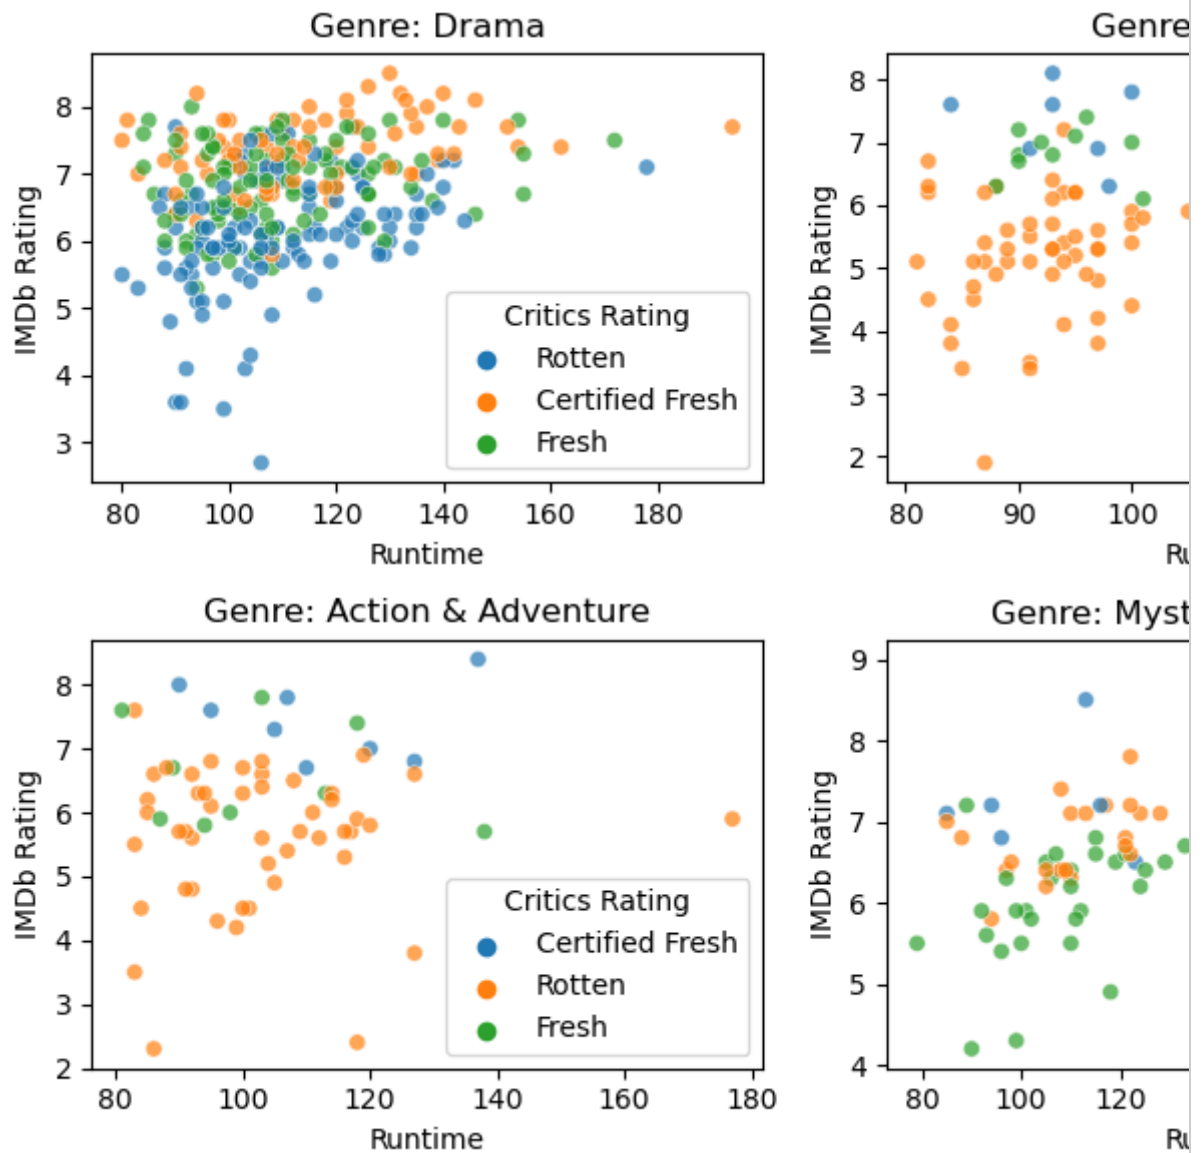 Genre: Drama
8
7
6
5
4
3
IMDb Rating
Critics Rating
Rotten
Certified Fresh
Fresh
80 100 120 140 160 180
Runtime
Genre
8
7
6
5
4
3
2
IMDb Rating
80 90 100
Genre: Action & Adventure
8
7
6
5
4
3
2
IMDb Rating
Critics Rating
Certified Fresh
Rotten
Fresh
80 100 120 140 160 180
Runtime
Genre: Myst
9
8
7
6
5
4
IMDb Rating
80 100 120